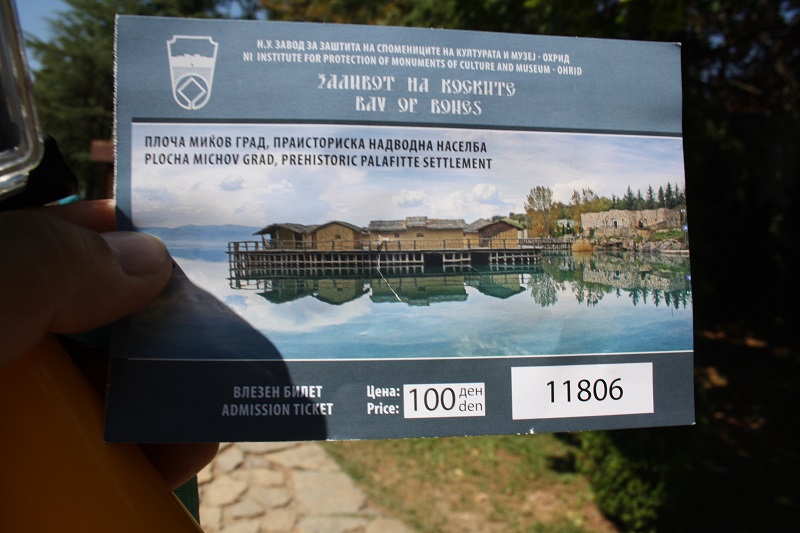 Н.У. ЗАВОД ЗА ЗАШТИТА НА СПОМЕНИЦИТЕ НА КУЛТУРАТА И МУЗЕЈ - ОХРИД
NI INSTITUTE FOR PROTECTION OF MONUMENTS OF CULTURE AND MUSEUM - OHRID
ЗАЛИВОТ НА КОСКИТЕ
BAY OF BONES
ПЛОЧА МИЌОВ ГРАД, ПРАИСТОРИСКА НАДВОДНА НАСЕЛБА
PLOCHA MICHOV GRAD, PREHISTORIC PALAFITTE SETTLEMENT
ВЛЕЗЕН БИЛЕТ
ADMISSION TICKET
Цена:
Price:
100 ден
den
11806